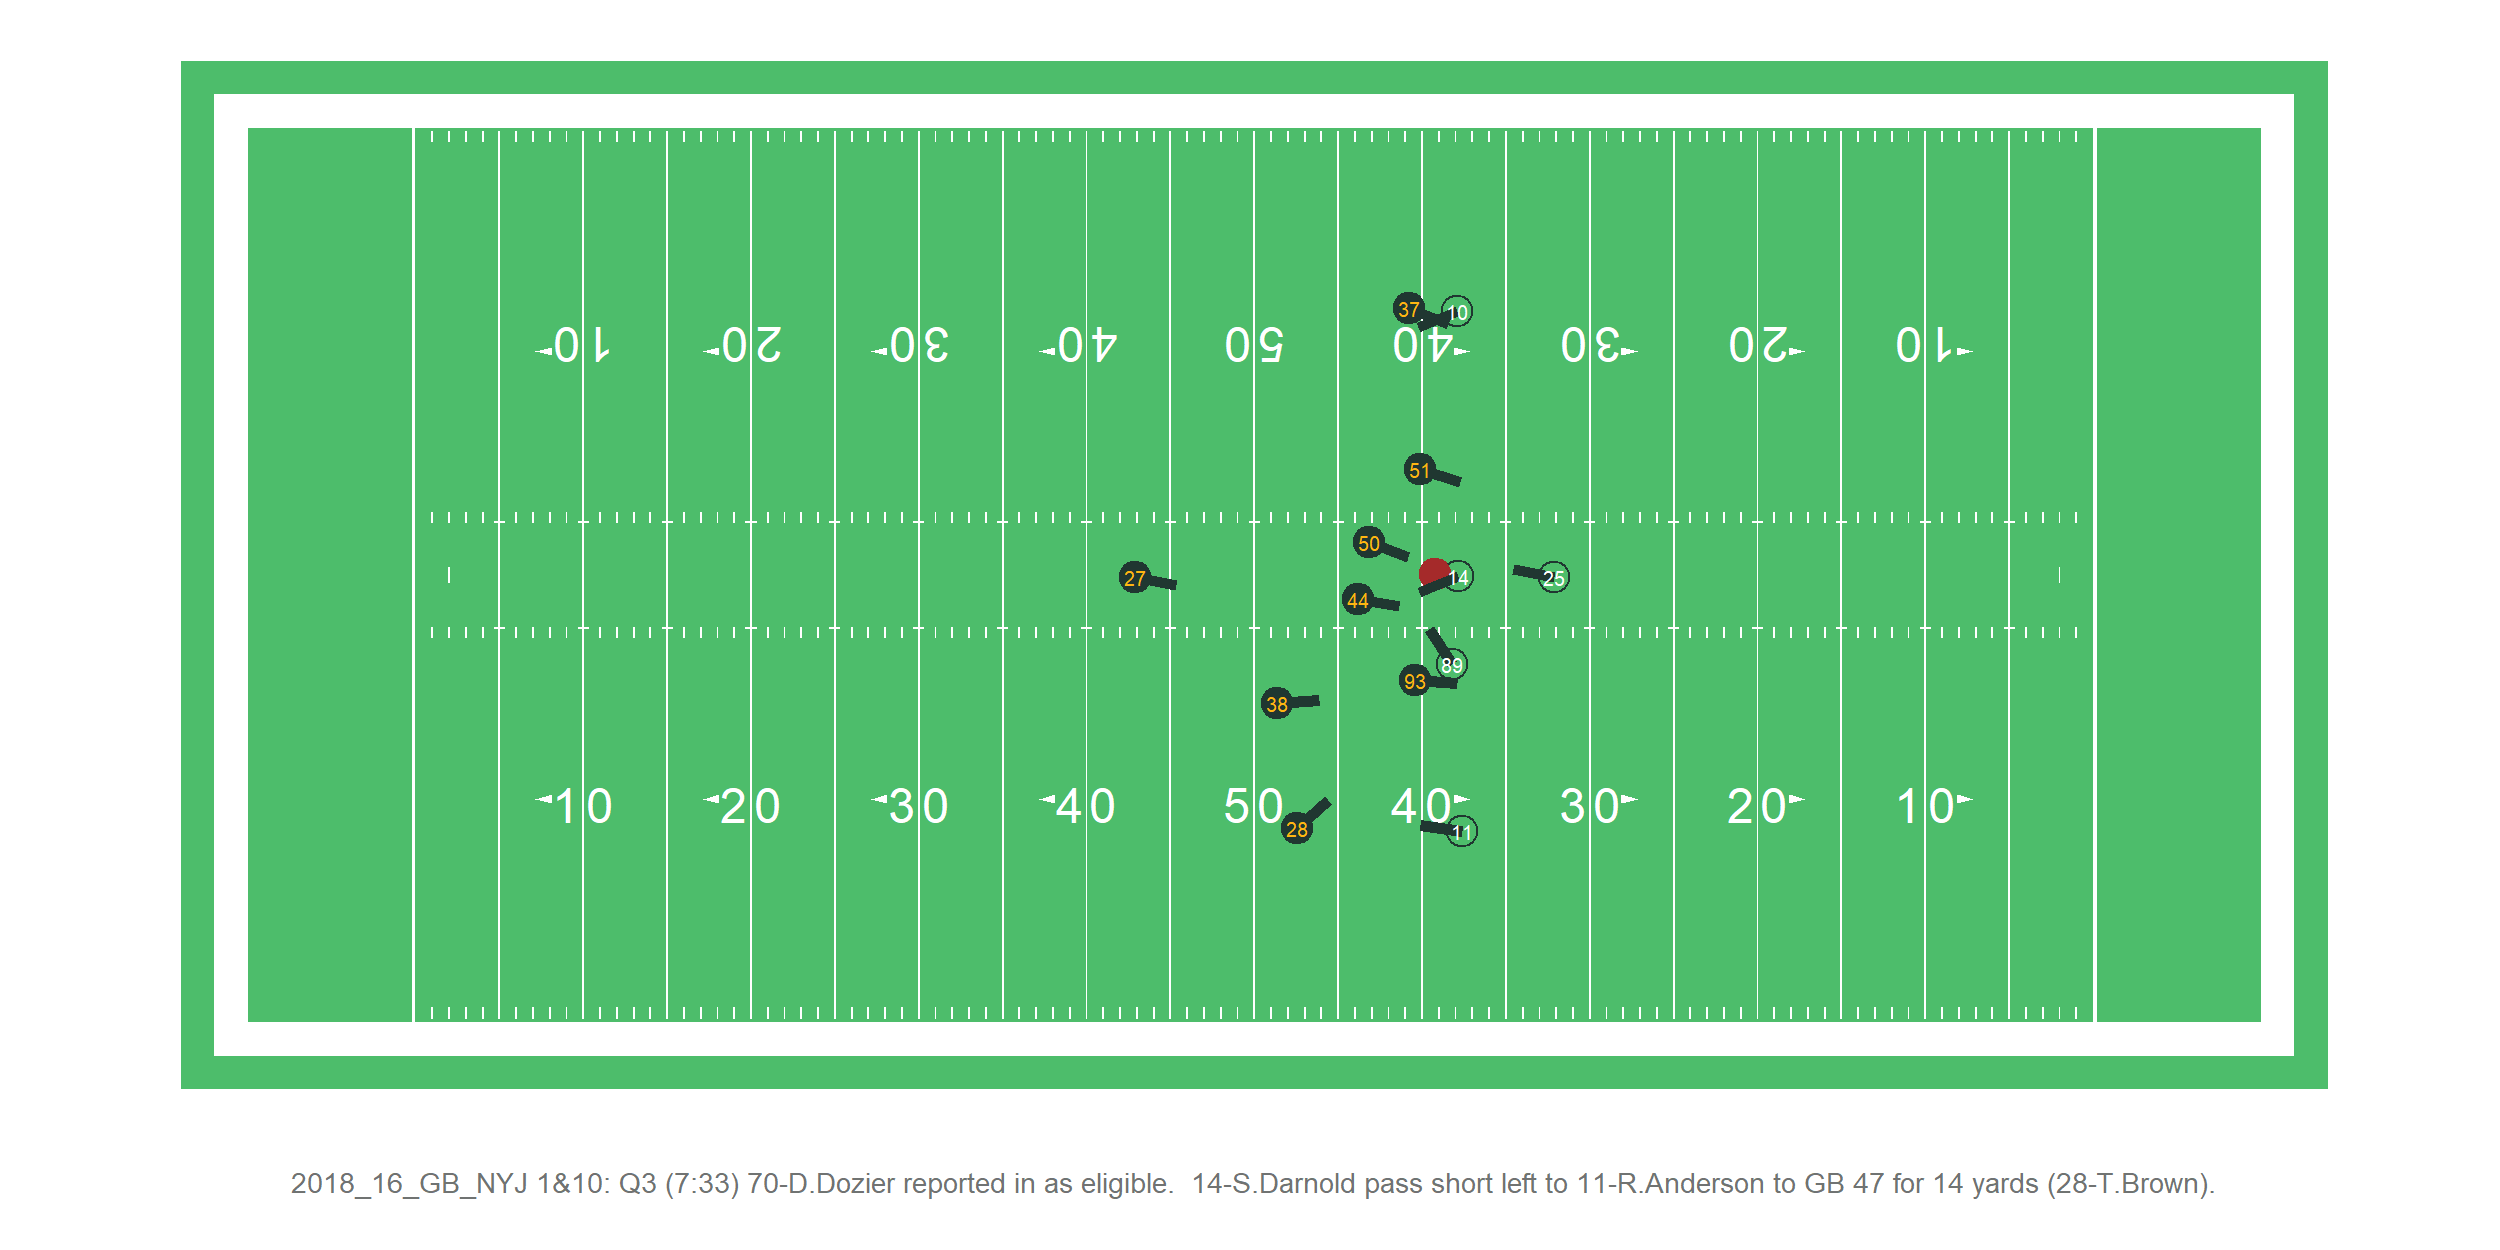 37 10
10 20 30 40 50 40 30 20 10
51
50
27 14 25
44
89
93
38
10 20 30 40 50 40 30 20 10
28 11
2018_16_GB_NYJ 1&10: Q3 (7:33) 70-D.Dozier reported in as eligible.  14-S.Darnold pass short left to 11-R.Anderson to GB 47 for 14 yards (28-T.Brown).